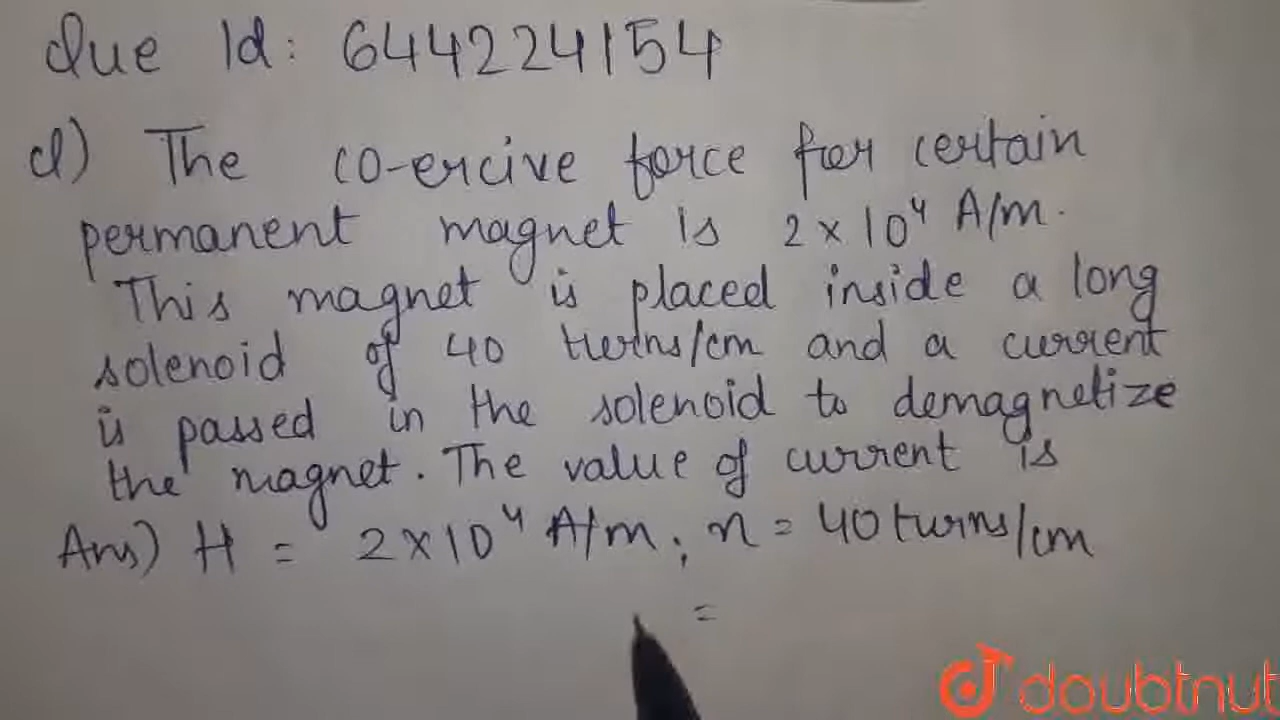 Que Id: 644224154
Q) The co-ercive force for certain
permanent magnet is 2 × 10⁴ A/m.
This magnet is placed inside a long
solenoid of 40 turns/cm and a current
is passed in the solenoid to demagnetize
the magnet. The value of current is
Ans) H = 2×10⁴ A/m; n = 40 turns/cm
=
doubtnut